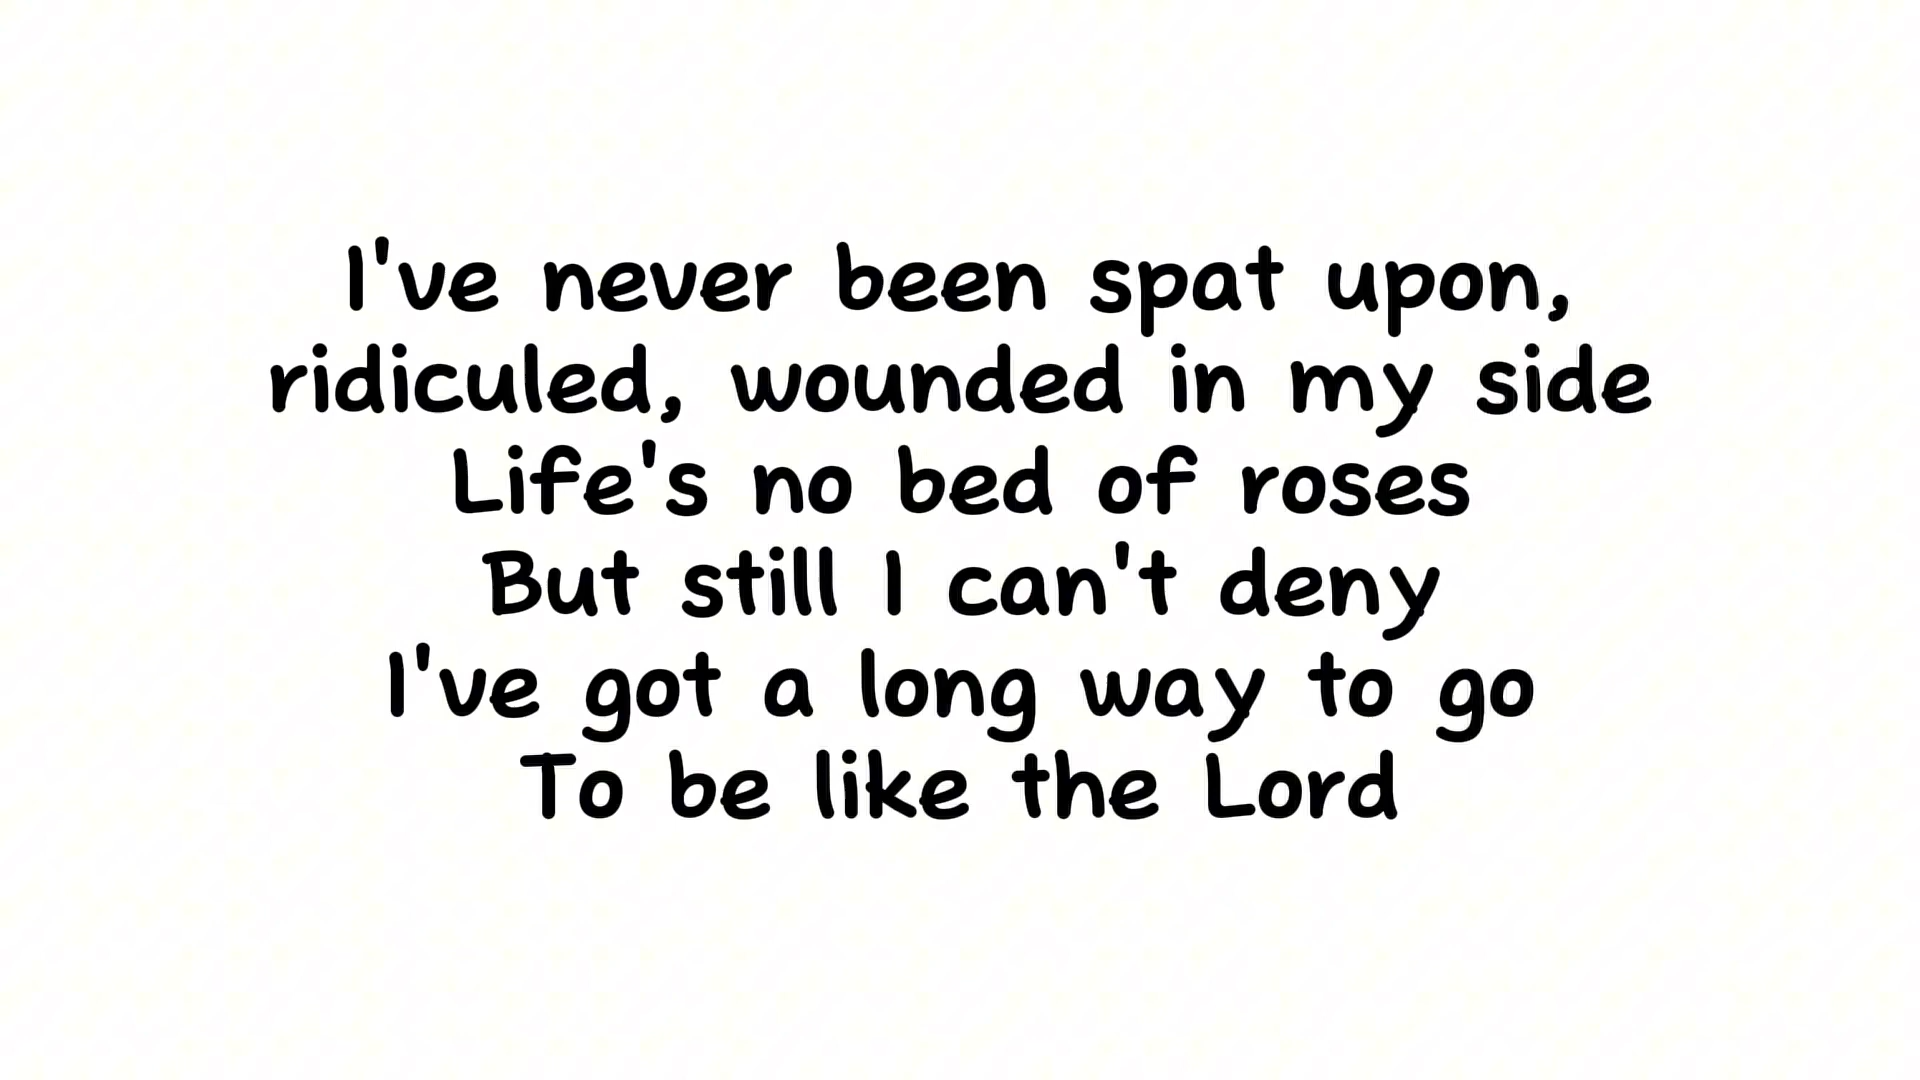 I've never been spat upon,
ridiculed, wounded in my side
Life's no bed of roses
But still I can't deny
I've got a long way to go
To be like the Lord